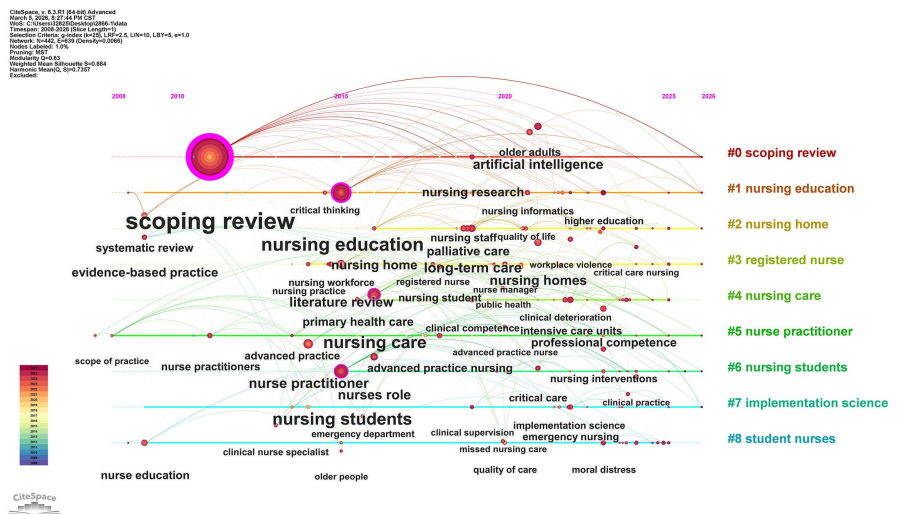 CiteSpace, v. 6.3.R1 (64-bit) Advanced
March 5, 2026, 8:27:44 PM CST
WoS: C:\Users\32825\Desktop\2866-1\data
Timespan: 2008-2026 (Slice Length=1)
Selection Criteria: g-index (k=25), LRF=2.5, L/N=10, LBY=5, e=1.0
Network: N=442, E=639 (Density=0.0066)
Nodes Labeled: 1.0%
Pruning: MST
Modularity Q=0.63
Weighted Mean Silhouette S=0.884
Harmonic Mean(Q, S)=0.7357
Excluded:
2008 2010 2015 2020 2025 2026
older adults
#0 scoping review
artificial intelligence
#1 nursing education
nursing research
critical thinking
nursing informatics
scoping review
higher education
#2 nursing home
nursing staff quality of life
nursing education
systematic review
palliative care
#3 registered nurse
nursing home
long-term care
workplace violence
evidence-based practice
critical care nursing
nursing workforce
registered nurse
nursing homes
nursing practice
nurse manager
#4 nursing care
literature review
nursing student
public health
clinical deterioration
primary health care
clinical competence
intensive care units
#5 nurse practitioner
nursing care
professional competence
advanced practice
advanced practice nurse
scope of practice
nurse practitioners
advanced practice nursing
#6 nursing students
nurse practitioner
nursing interventions
nurses role
critical care
clinical practice
#7 implementation science
nursing students
implementation science
emergency department
clinical supervision
emergency nursing
#8 student nurses
clinical nurse specialist
missed nursing care
quality of care
moral distress
nurse education
older people
CiteSpace